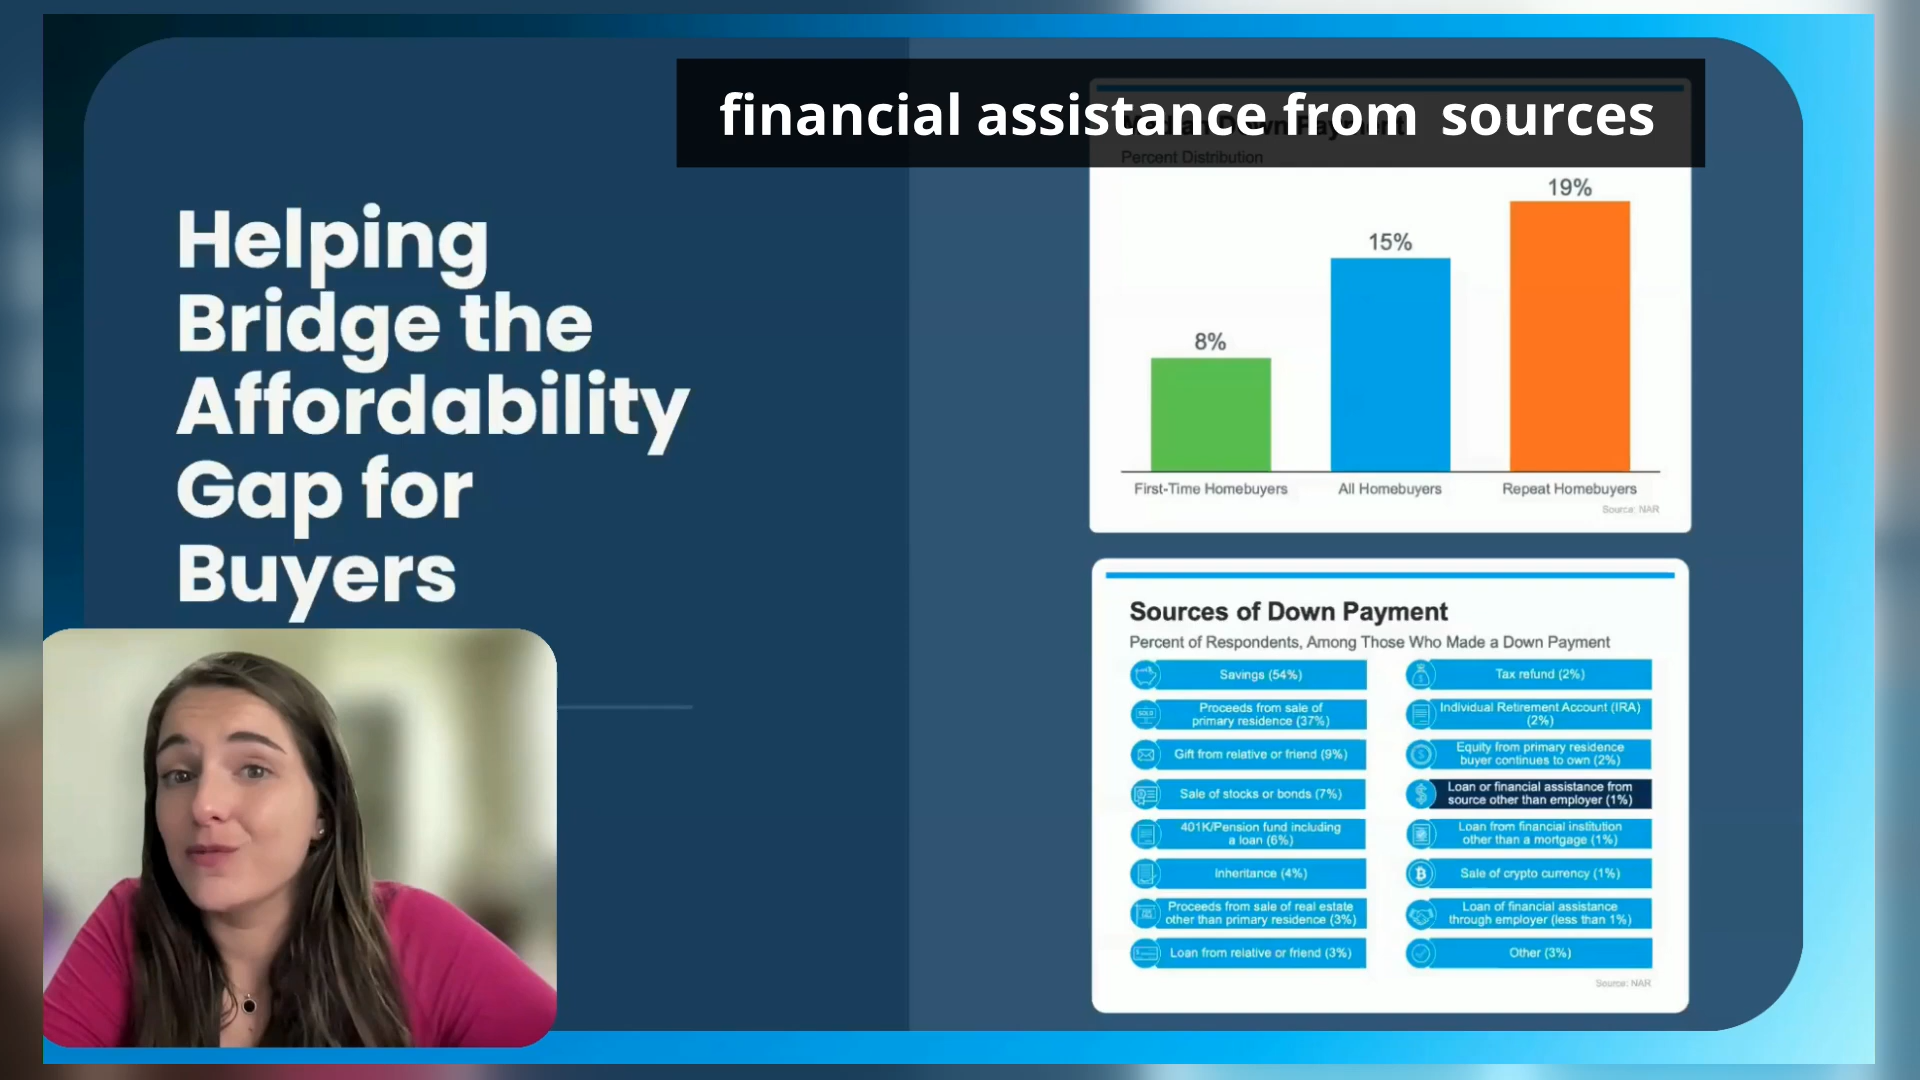 financial assistance from sources
Helping
Bridge the
Affordability
Gap for
Buyers
Median Down Payment
Percent Distribution
19%
15%
8%
First-Time Homebuyers
All Homebuyers
Repeat Homebuyers
Source: NAR
Sources of Down Payment
Percent of Respondents, Among Those Who Made a Down Payment
Savings (54%)
Proceeds from sale of
primary residence (37%)
Gift from relative or friend (9%)
Sale of stocks or bonds (7%)
401K/Pension fund including
a loan (6%)
Inheritance (4%)
Proceeds from sale of real estate
other than primary residence (3%)
Loan from relative or friend (3%)
Tax refund (2%)
Individual Retirement Account (IRA)
(2%)
Equity from primary residence
buyer continues to own (2%)
Loan or financial assistance from
source other than employer (1%)
Loan from financial institution
other than a mortgage (1%)
Sale of crypto currency (1%)
Loan of financial assistance
through employer (less than 1%)
Other (3%)
Source: NAR